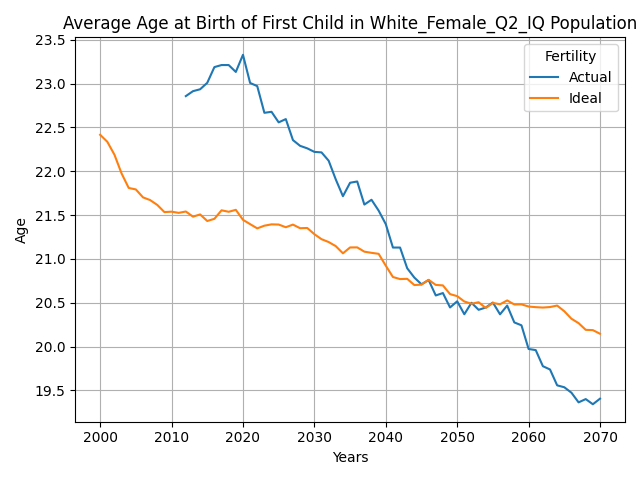 Average Age at Birth of First Child in White_Female_Q2_IQ Population
23.5
23.0
22.5
22.0
21.5
21.0
20.5
20.0
19.5
Age
Fertility
Actual
Ideal
2000 2010 2020 2030 2040 2050 2060 2070
Years